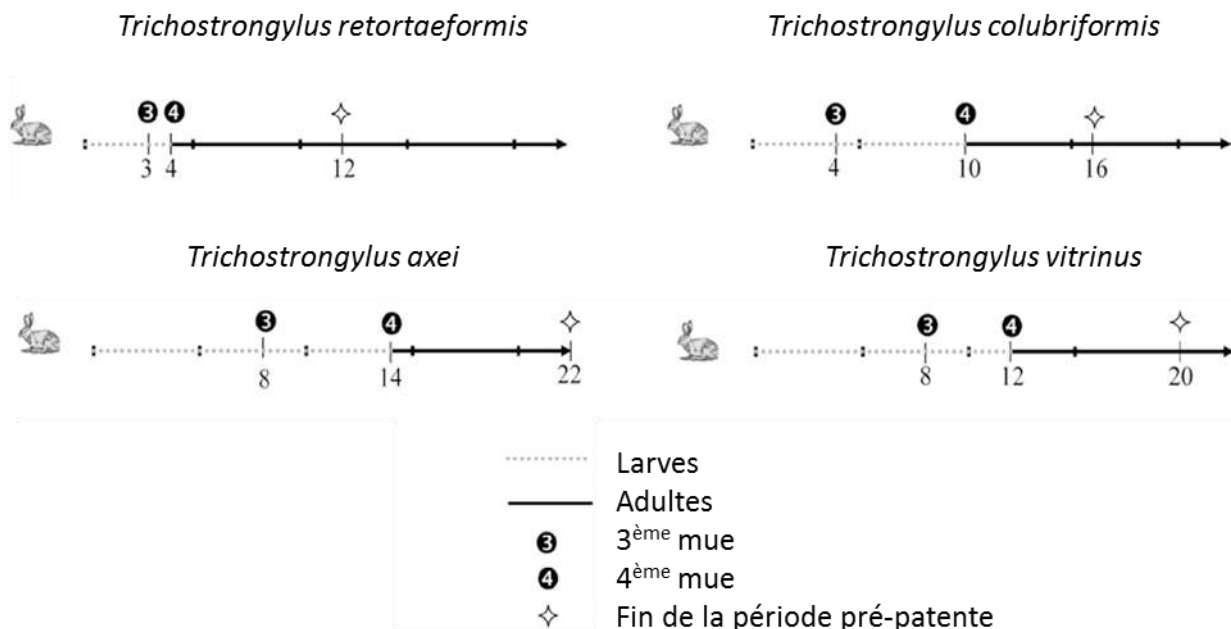 Trichostrongylus retortaeformis
3 4
3 4 12
Trichostrongylus colubriformis
3 4
4 10 16
Trichostrongylus axei
3 4
8 14 22
Trichostrongylus vitrinus
3 4
8 12 20
Larves
Adultes
3 3ème mue
4 4ème mue
Fin de la période pré-patente